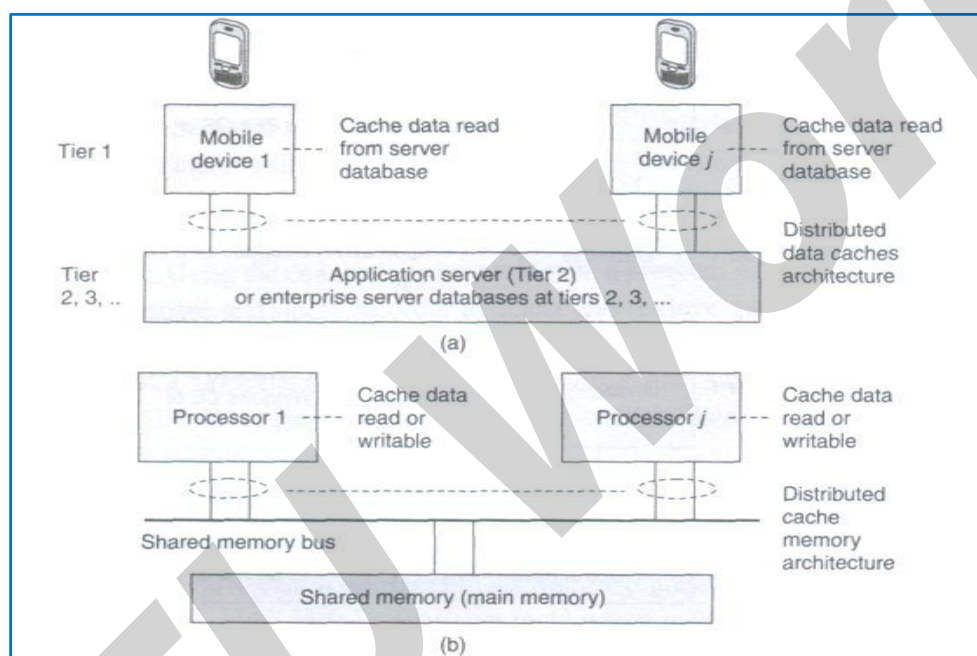 Tier 1
Mobile
device 1
Cache data read
from server
database
Mobile
device j
Cache data read
from server
database
Distributed
data caches
architecture
Tier
2, 3, ..
Application server (Tier 2)
or enterprise server databases at tiers 2, 3, ...
(a)
Processor 1
Cache data
read or
writable
Processor j
Cache data
read or
writable
Distributed
cache
memory
architecture
Shared memory bus
Shared memory (main memory)
(b)